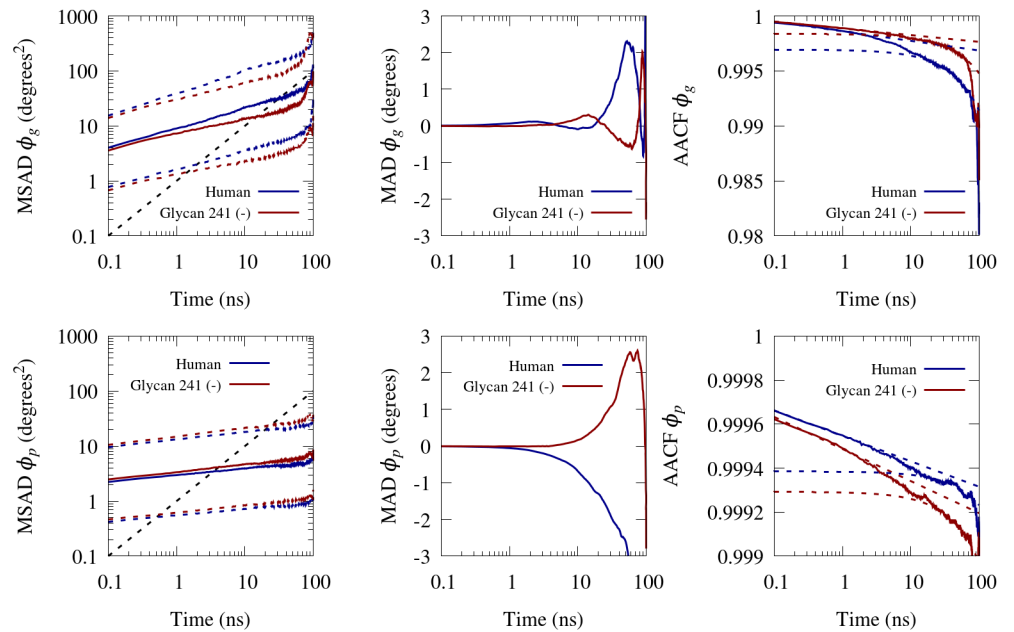 MSAD ϕg (degrees²)
1000
100
10
1
0.1
Human
Glycan 241 (-)
0.1 1 10 100
Time (ns)
MAD ϕg (degrees)
3
2
1
0
-1
-2
-3
Human
Glycan 241 (-)
0.1 1 10 100
Time (ns)
AACF ϕg
1
0.995
0.99
0.985
0.98
Human
Glycan 241 (-)
0.1 1 10 100
Time (ns)
MSAD ϕp (degrees²)
1000
100
10
1
0.1
Human
Glycan 241 (-)
0.1 1 10 100
Time (ns)
MAD ϕp (degrees)
3
2
1
0
-1
-2
-3
Human
Glycan 241 (-)
0.1 1 10 100
Time (ns)
AACF ϕp
1
0.9998
0.9996
0.9994
0.9992
0.999
Human
Glycan 241 (-)
0.1 1 10 100
Time (ns)